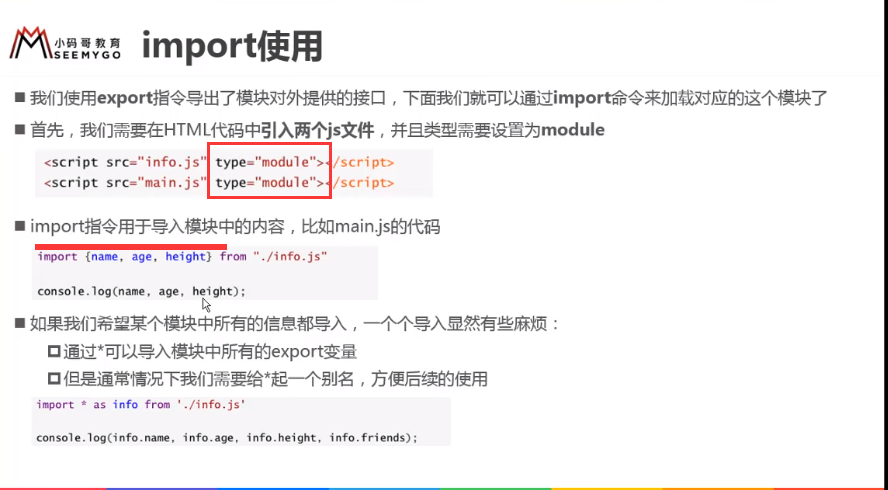 小码哥教育
SEEMYGO
import使用
■ 我们使用export指令导出了模块对外提供的接口，下面我们就可以通过import命令来加载对应的这个模块了
■ 首先，我们需要在HTML代码中引入两个js文件，并且类型需要设置为module
<script src="info.js" type="module"></script>
<script src="main.js" type="module"></script>
■ import指令用于导入模块中的内容，比如main.js的代码
import {name, age, height} from "./info.js"
console.log(name, age, height);
■ 如果我们希望某个模块中所有的信息都导入，一个个导入显然有些麻烦：
通过*可以导入模块中所有的export变量
但是通常情况下我们需要给*起一个别名，方便后续的使用
import * as info from './info.js'
console.log(info.name, info.age, info.height, info.friends);